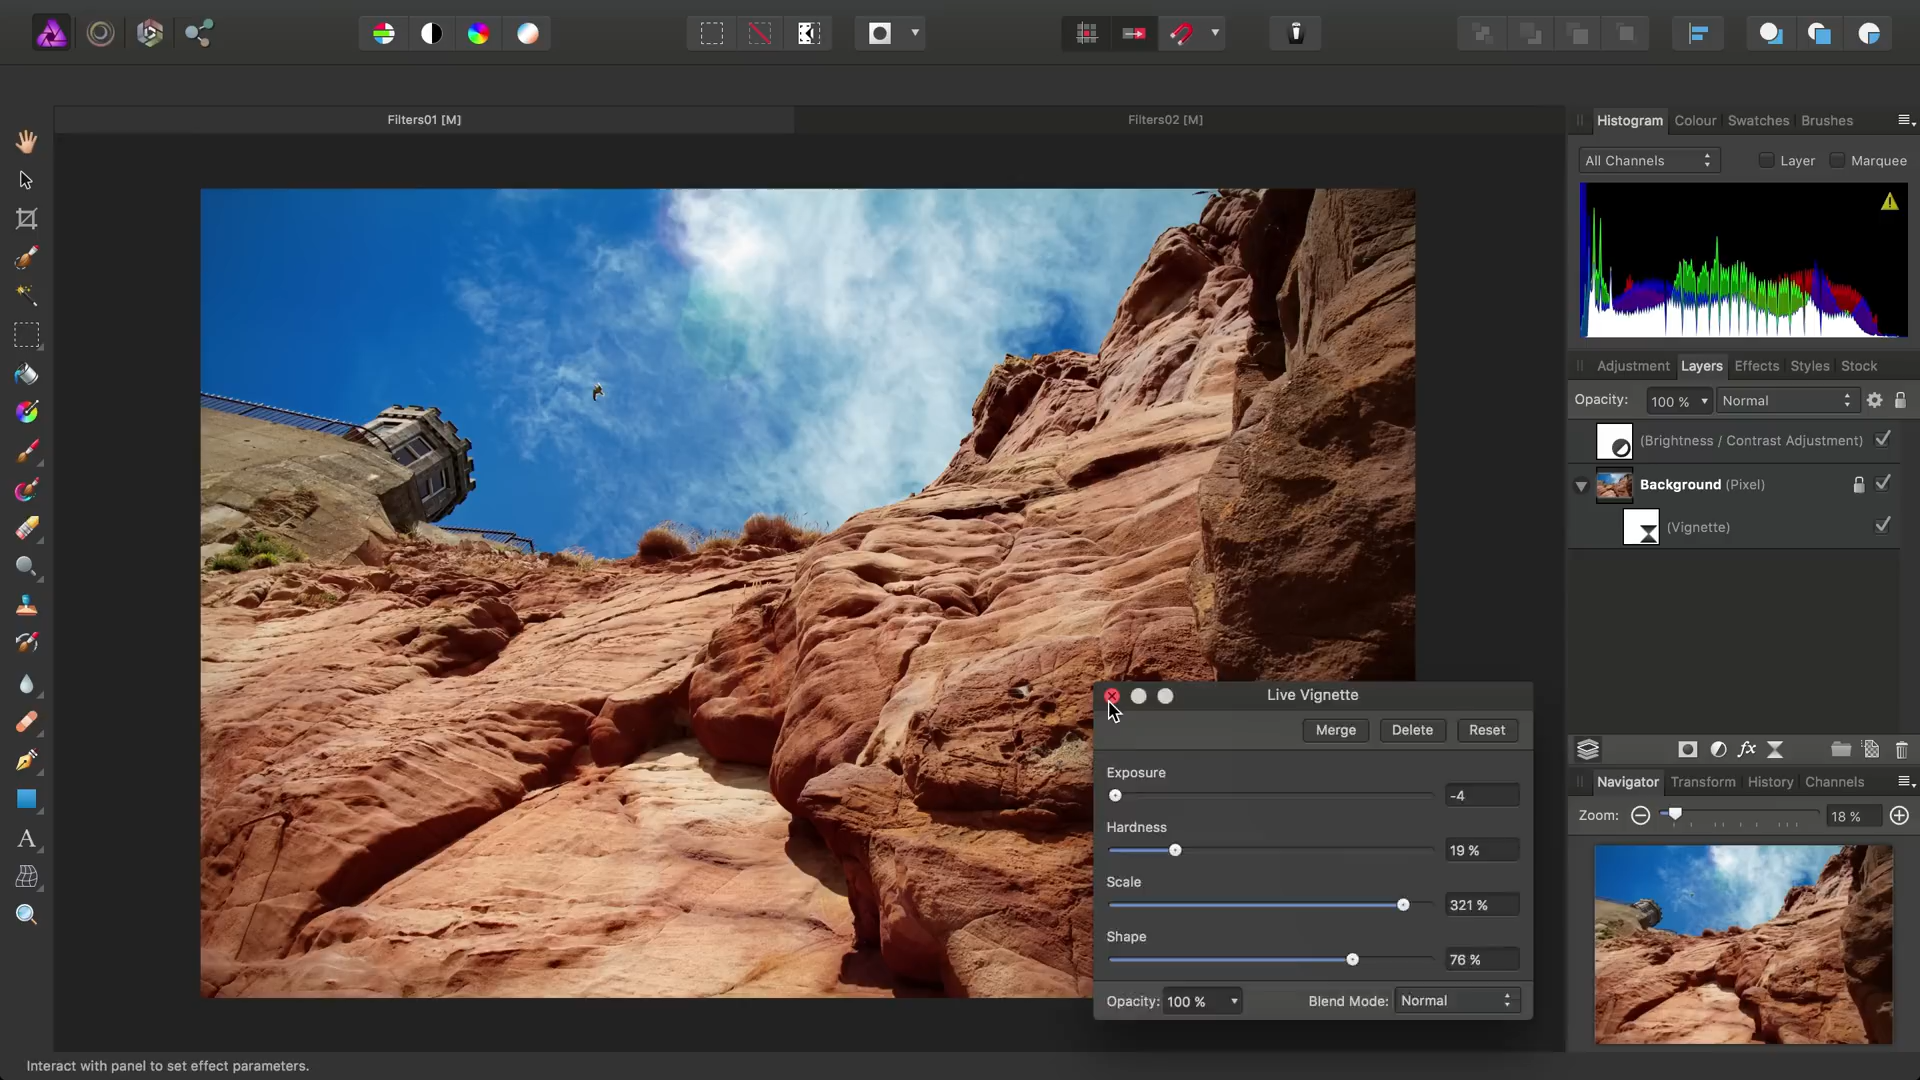 Filters01 [M]
Filters02 [M]
Histogram Colour Swatches Brushes
All Channels
Layer
Marquee
Adjustment Layers Effects Styles Stock
Opacity: 100 % Normal
(Brightness / Contrast Adjustment)
Background (Pixel)
(Vignette)
Live Vignette
Merge
Delete
Reset
Exposure
-4
Hardness
19 %
Scale
321 %
Shape
76 %
Opacity: 100 %
Blend Mode: Normal
fx
Navigator Transform History Channels
Zoom: 18 %
A
Interact with panel to set effect parameters.